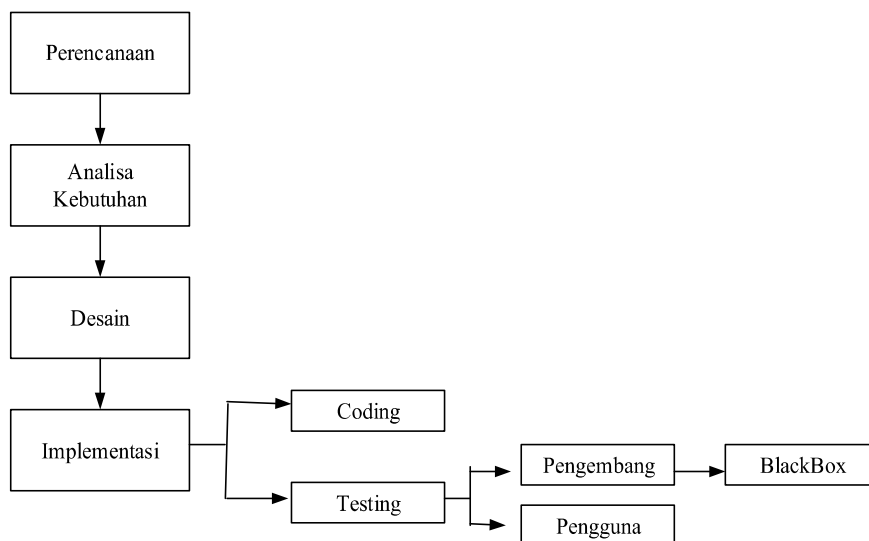 Perencanaan
Analisa
Kebutuhan
Desain
Implementasi
Coding
Testing
Pengembang
BlackBox
Pengguna